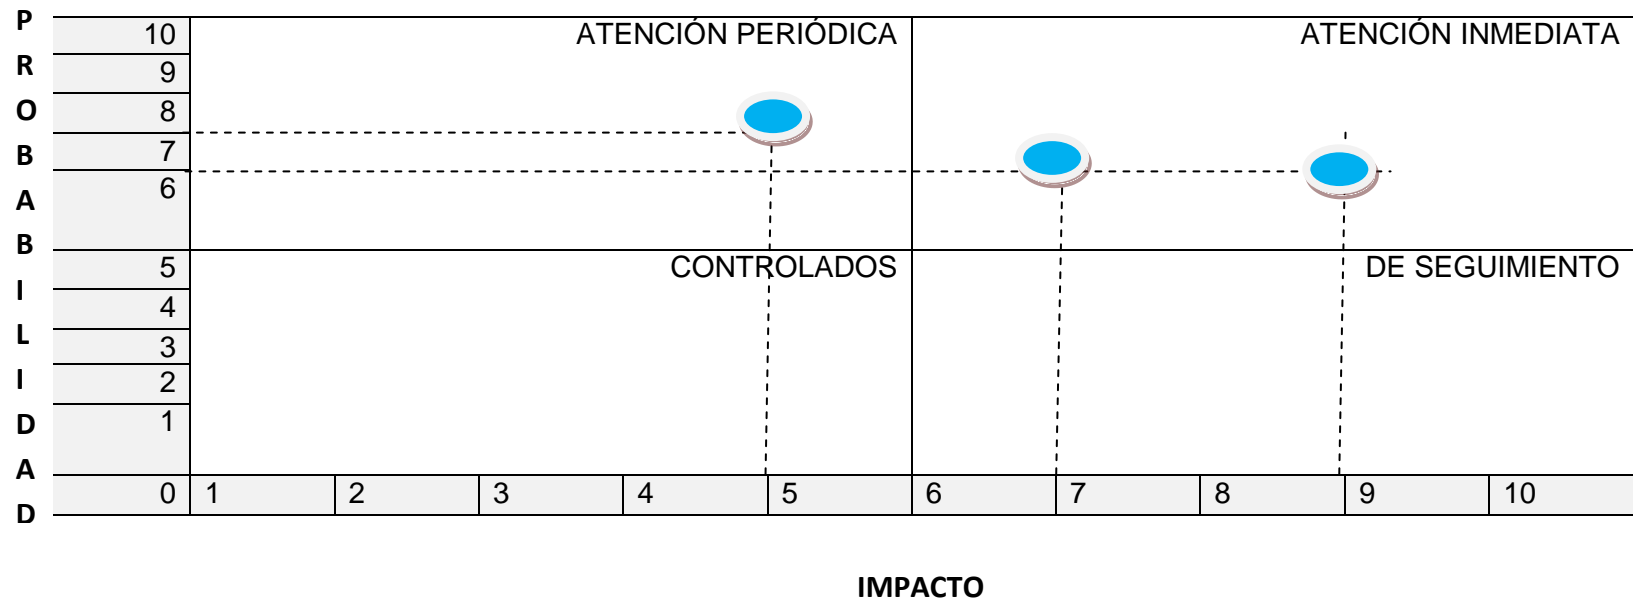 PROBABILIDAD
10 ATENCIÓN PERIÓDICA ATENCIÓN INMEDIATA
9
8
7
6
5 CONTROLADOS DE SEGUIMIENTO
4
3
2
1
0 1 2 3 4 5 6 7 8 9 10
IMPACTO